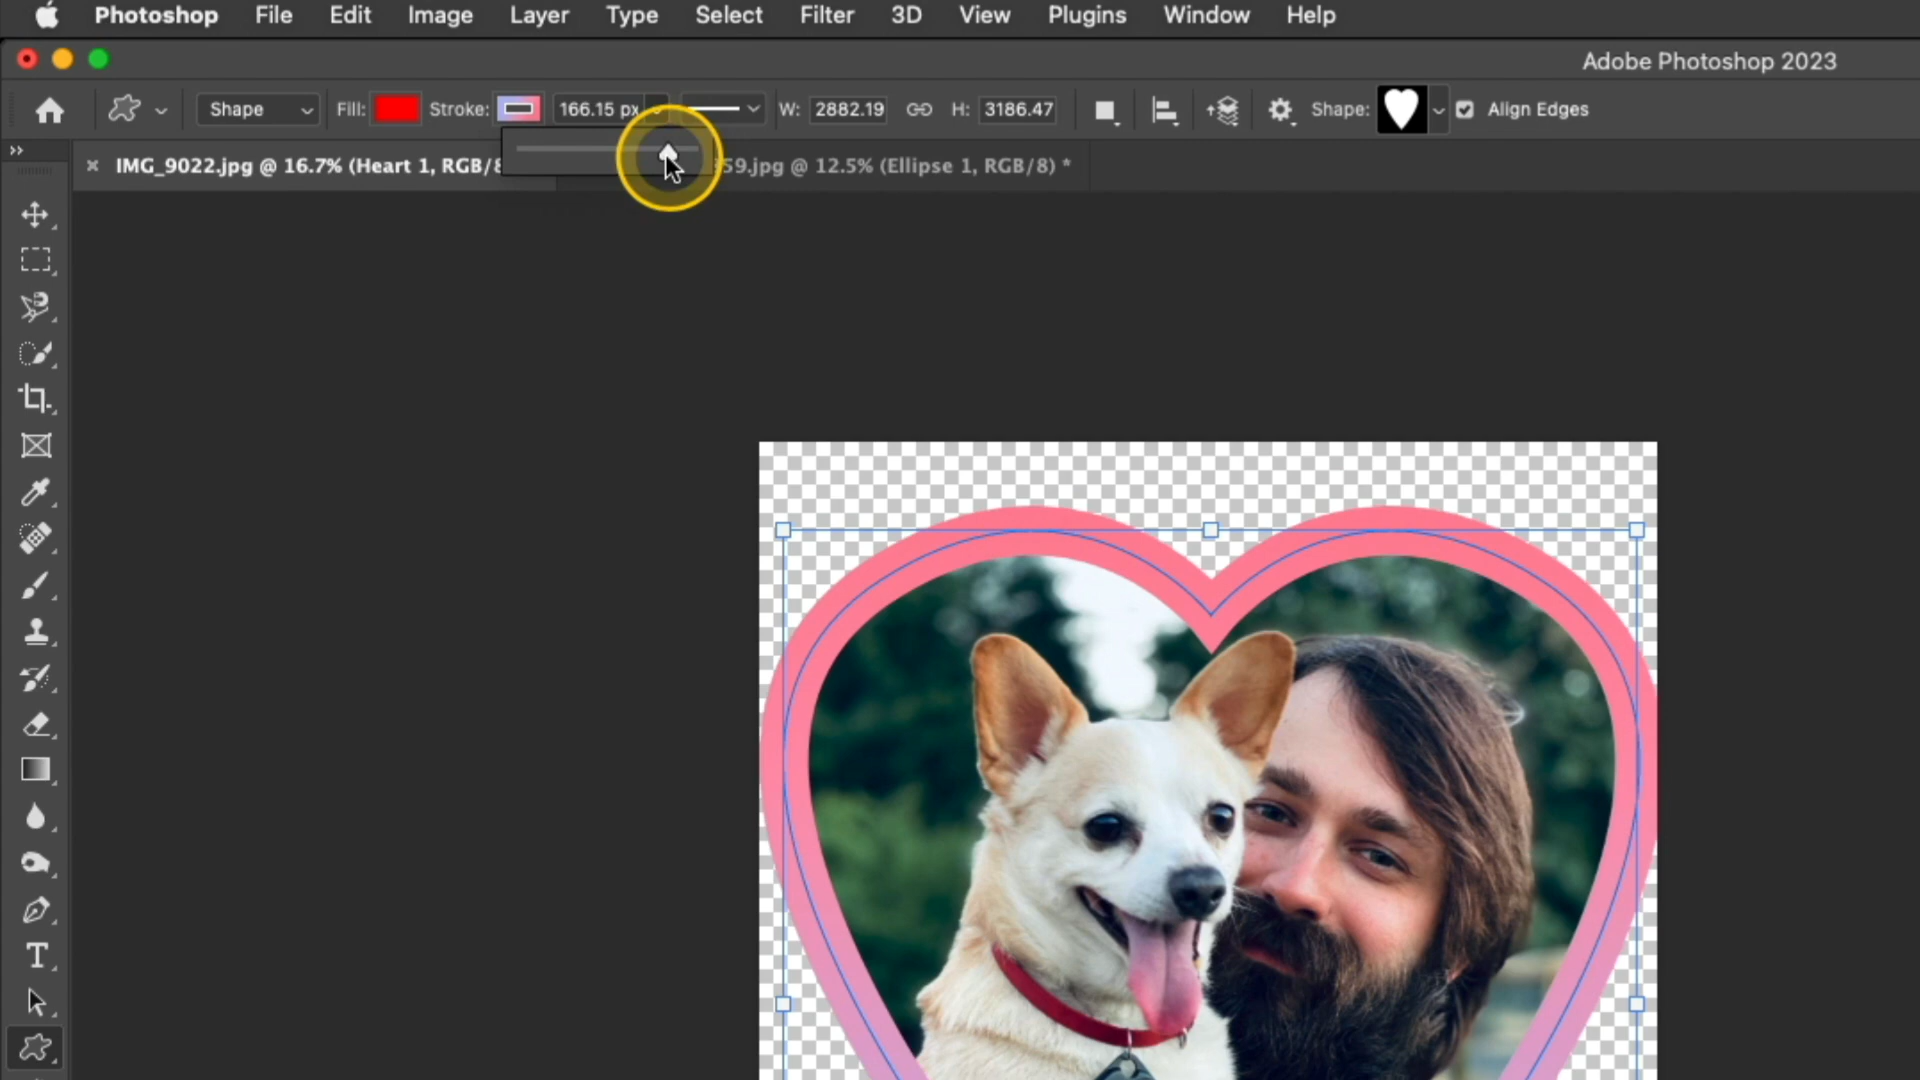 Photoshop File Edit Image Layer Type Select Filter 3D View Plugins Window Help
Adobe Photoshop 2023
Shape Fill: Stroke: 166.15 px W: 2882.19 H: 3186.47 Shape: Align Edges
IMG_9022.jpg @ 16.7% (Heart 1, RGB/8 59.jpg @ 12.5% (Ellipse 1, RGB/8) *